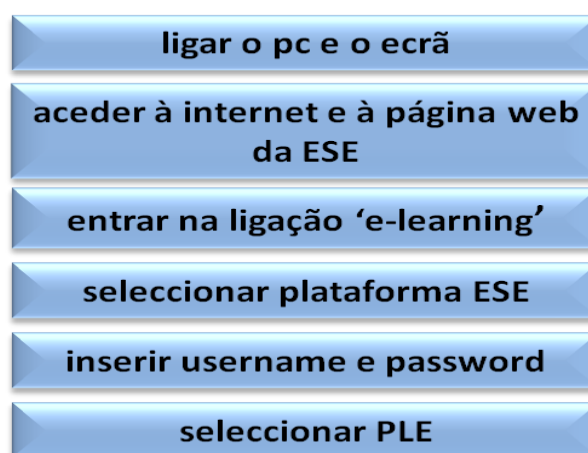 ligar o pc e o ecrã
aceder à internet e à página web
da ESE
entrar na ligação ‘e-learning’
seleccionar plataforma ESE
inserir username e password
seleccionar PLE